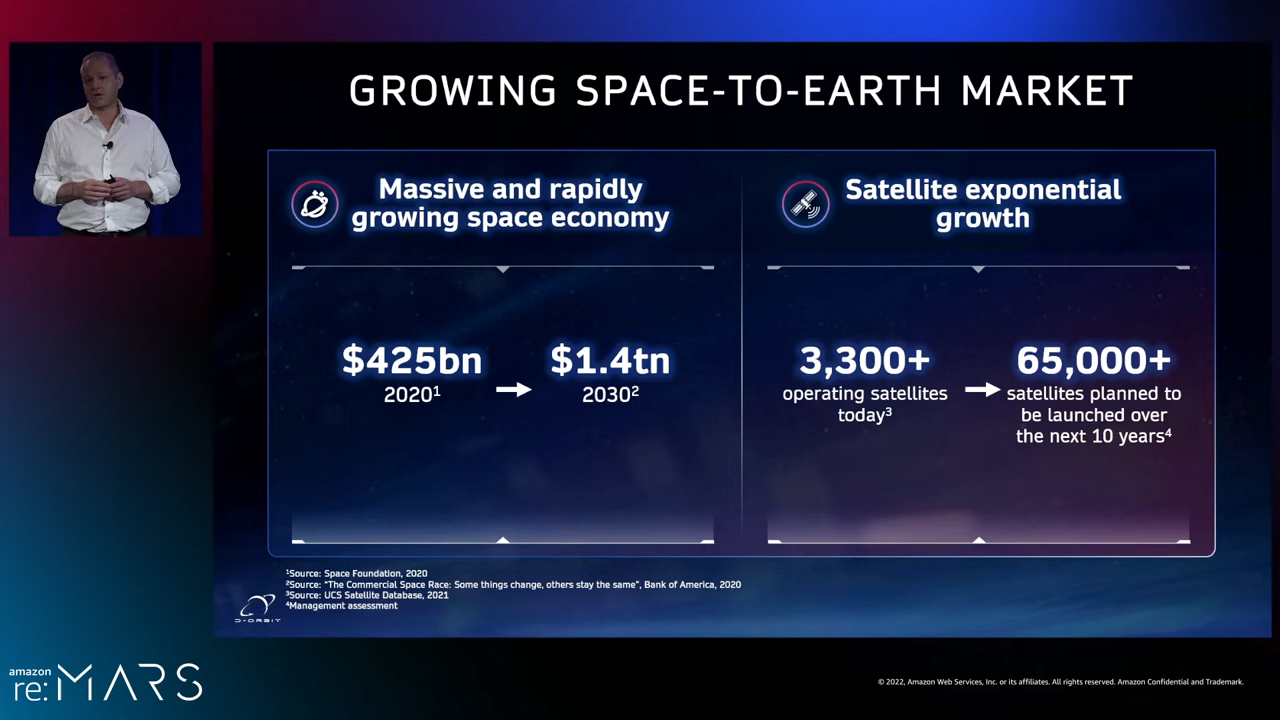 GROWING SPACE-TO-EARTH MARKET
Massive and rapidly
growing space economy
$425bn
2020¹
$1.4tn
2030²
Satellite exponential
growth
3,300+
operating satellites
today³
65,000+
satellites planned to
be launched over
the next 10 years⁴
¹Source: Space Foundation, 2020
²Source: "The Commercial Space Race: Some things change, others stay the same", Bank of America, 2020
³Source: UCS Satellite Database, 2021
⁴Management assessment
D-ORBIT
amazon
re:MARS
© 2022, Amazon Web Services, Inc. or its affiliates. All rights reserved. Amazon Confidential and Trademark.